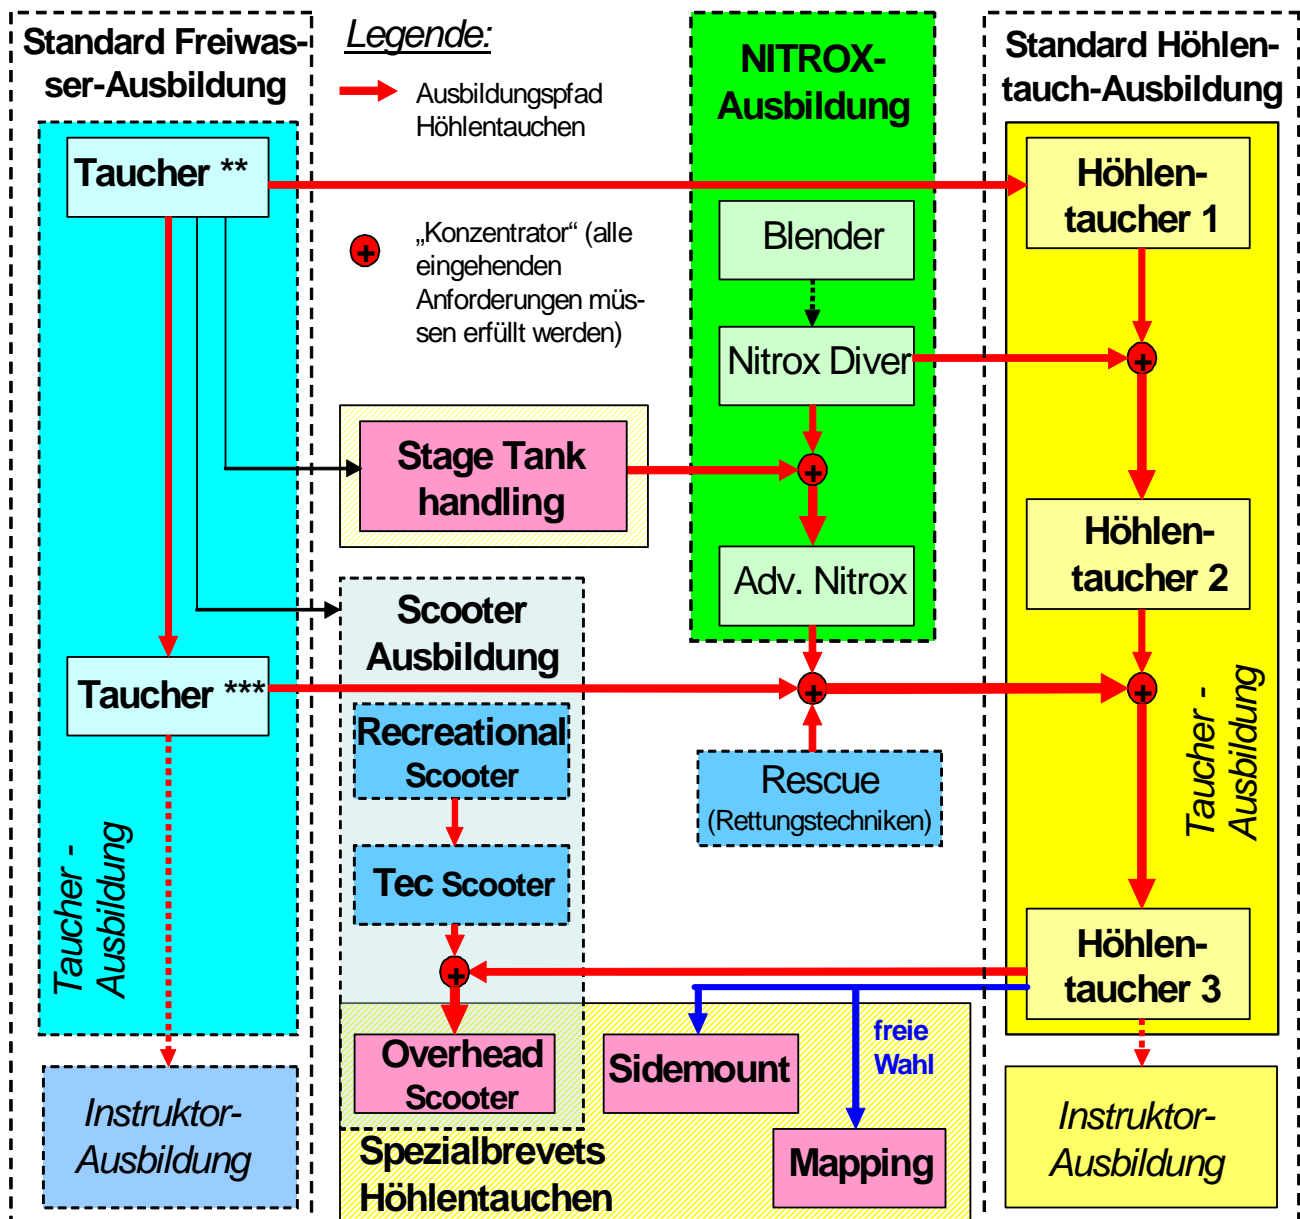 Standard Freiwas-
ser-Ausbildung
Taucher **
Taucher ***
Taucher -
Ausbildung
Instruktor-
Ausbildung
Legende:
Ausbildungspfad
Höhlentauchen
+
„Konzentrator“ (alle
eingehenden
Anforderungen müs-
sen erfüllt werden)
Stage Tank
handling
Scooter
Ausbildung
Recreational
Scooter
Tec Scooter
+
Overhead
Scooter
Spezialbrevets
Höhlentauchen
NITROX-
Ausbildung
Blender
Nitrox Diver
+
Adv. Nitrox
+
Rescue
(Rettungstechniken)
freie
Wahl
Sidemount
Mapping
Standard Höhlen-
tauch-Ausbildung
Höhlen-
taucher 1
+
Höhlen-
taucher 2
+
Taucher -
Ausbildung
Höhlen-
taucher 3
Instruktor-
Ausbildung